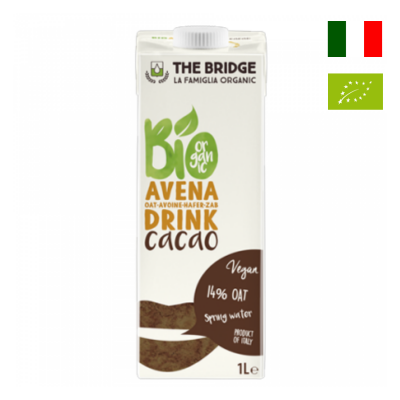 THE BRIDGE
LA FAMIGLIA ORGANIC
Bio
organic
AVENA
OAT-AVOINE-HAFER-ZAB
DRINK
cacao
Vegan
14% OAT
Spring water
PRODUCT
OF ITALY
1L℮